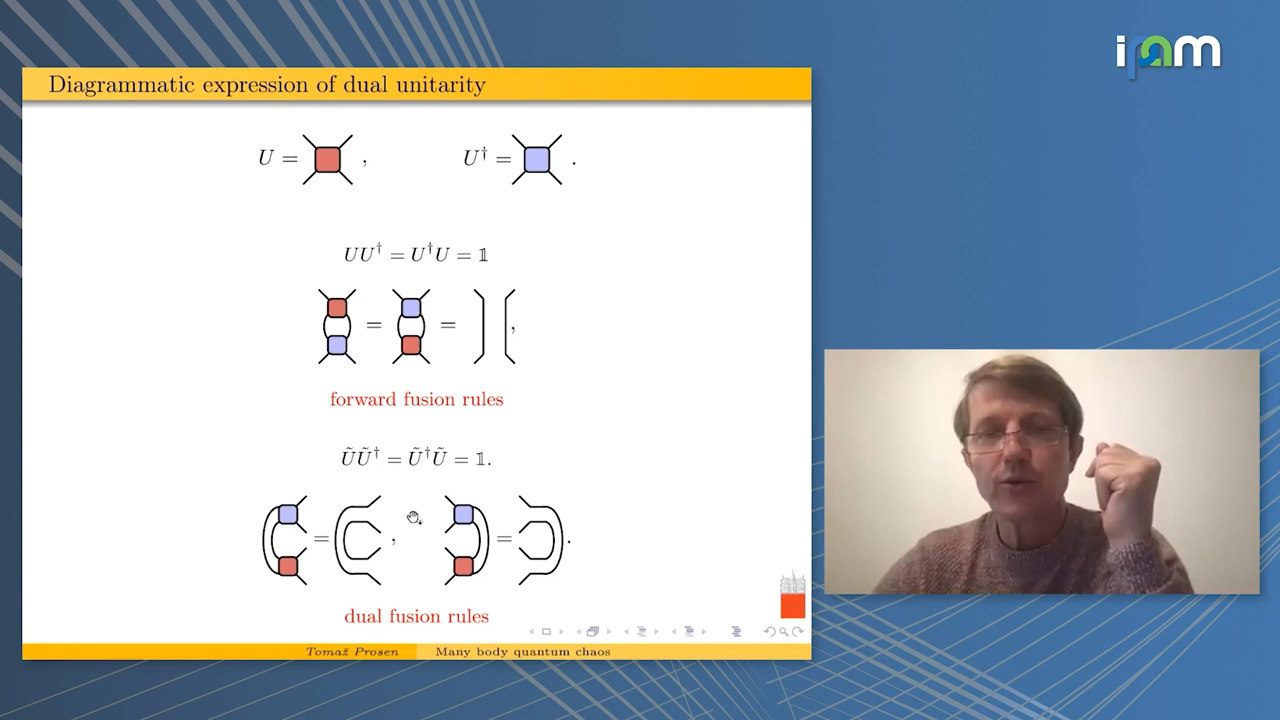 ipam
Diagrammatic expression of dual unitarity
U = , U† = .
UU† = U†U = 𝟙
= = ,
forward fusion rules
ŨŨ† = Ũ†Ũ = 𝟙.
= , = .
dual fusion rules
Tomaž Prosen Many body quantum chaos